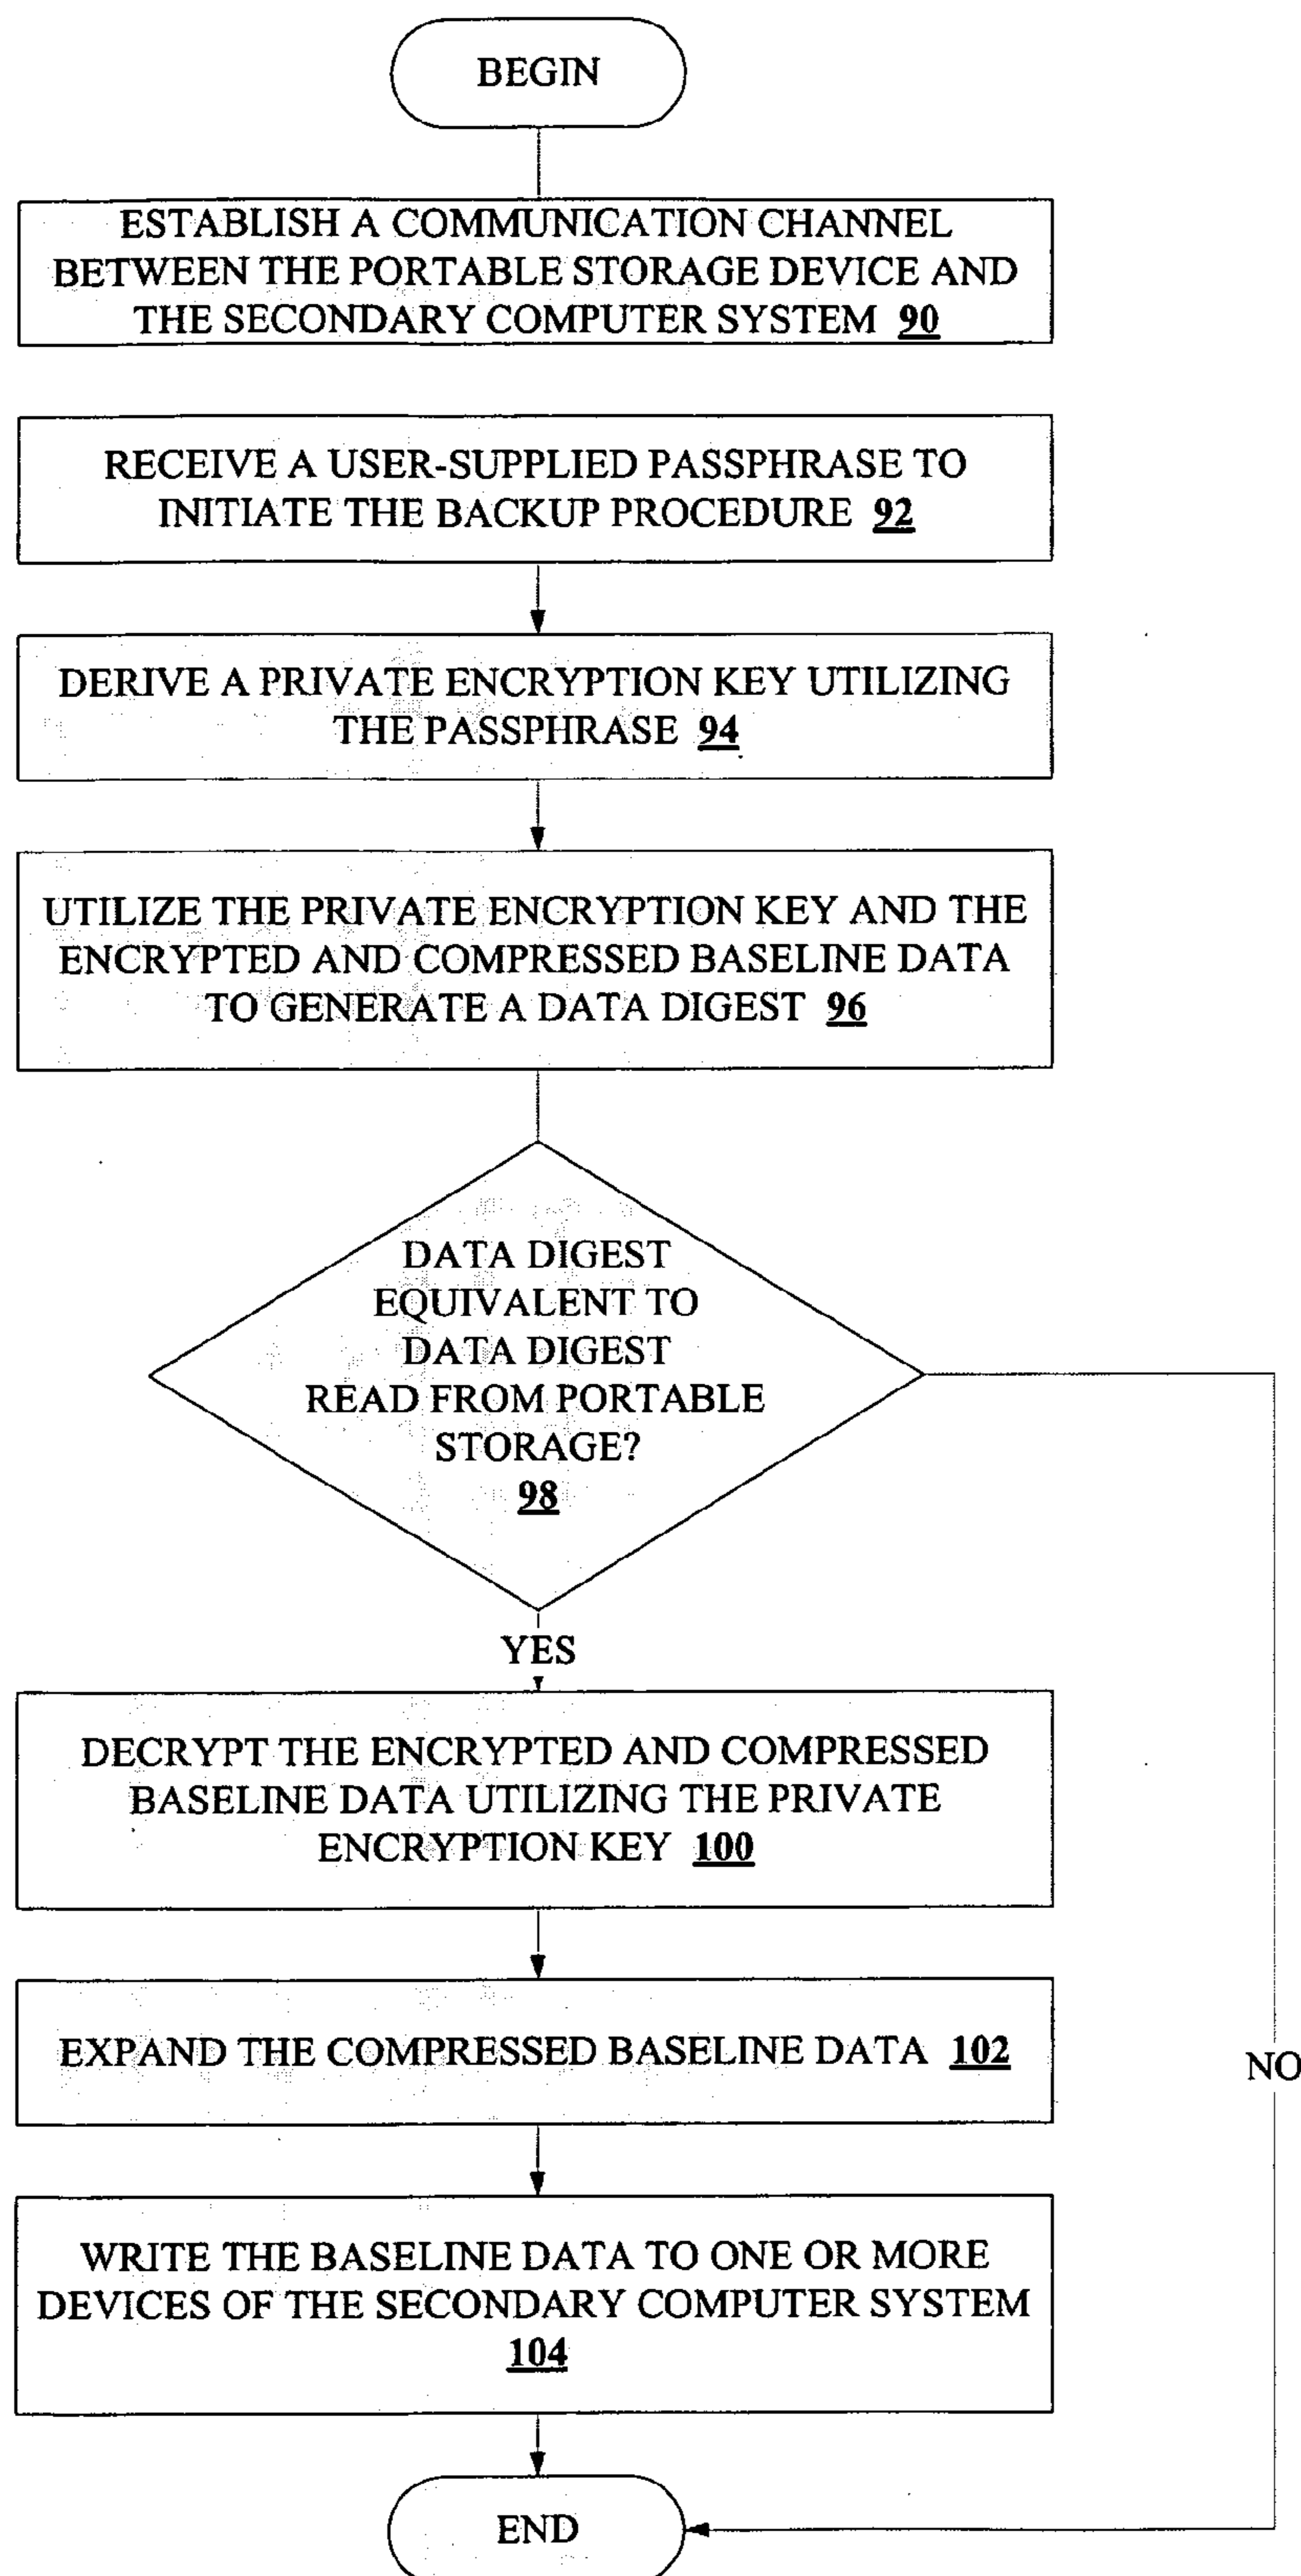 BEGIN
ESTABLISH A COMMUNICATION CHANNEL
BETWEEN THE PORTABLE STORAGE DEVICE AND
THE SECONDARY COMPUTER SYSTEM 90
RECEIVE A USER-SUPPLIED PASSPHRASE TO
INITIATE THE BACKUP PROCEDURE 92
DERIVE A PRIVATE ENCRYPTION KEY UTILIZING
THE PASSPHRASE 94
UTILIZE THE PRIVATE ENCRYPTION KEY AND THE
ENCRYPTED AND COMPRESSED BASELINE DATA
TO GENERATE A DATA DIGEST 96
DATA DIGEST
EQUIVALENT TO
DATA DIGEST
READ FROM PORTABLE
STORAGE?
98
YES
DECRYPT THE ENCRYPTED AND COMPRESSED
BASELINE DATA UTILIZING THE PRIVATE
ENCRYPTION KEY 100
EXPAND THE COMPRESSED BASELINE DATA 102
NO
WRITE THE BASELINE DATA TO ONE OR MORE
DEVICES OF THE SECONDARY COMPUTER SYSTEM
104
END